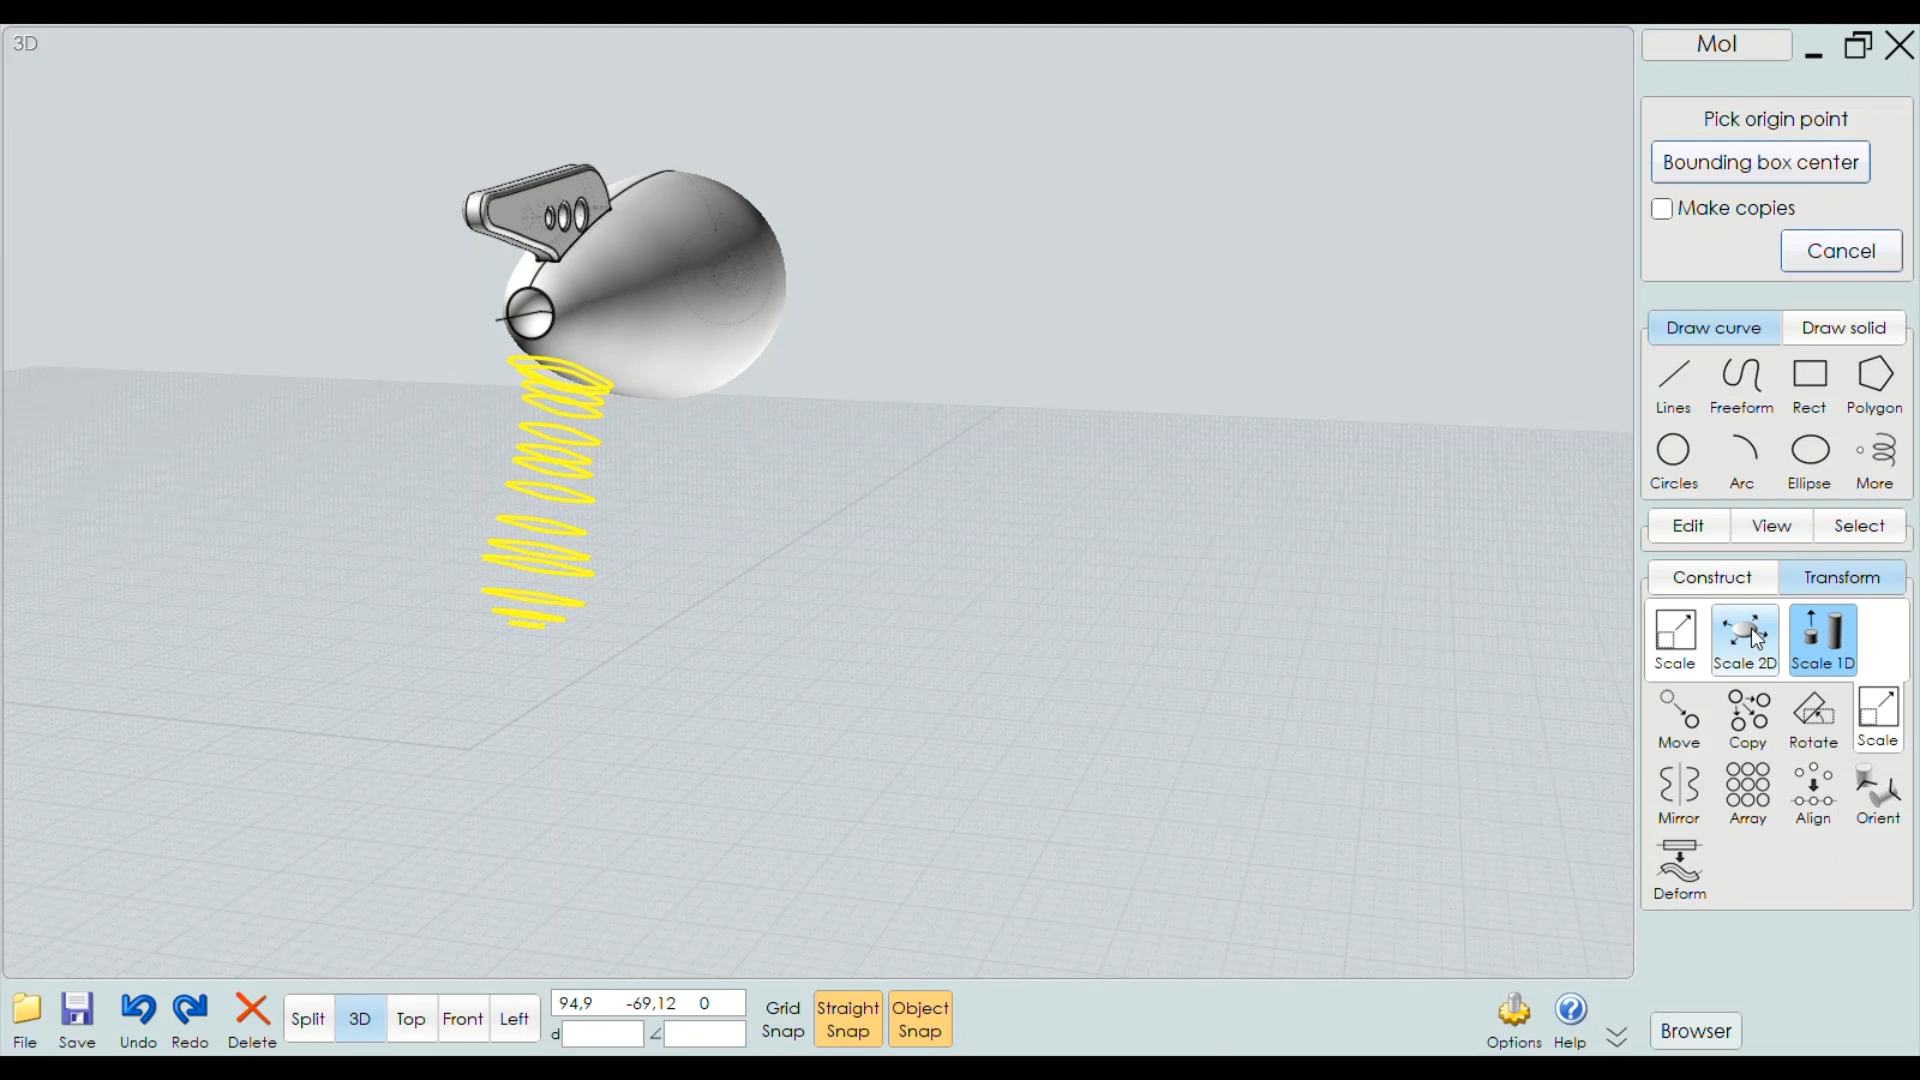 3D
MoI
Pick origin point
Bounding box center
Make copies
Cancel
Draw curve
Draw solid
Lines
Freeform
Rect
Polygon
Circles
Arc
Ellipse
More
Edit
View
Select
Construct
Transform
Scale
Scale 2D
Scale 1D
Move
Copy
Rotate
Scale
Mirror
Array
Align
Orient
Deform
File
Save
Undo
Redo
Delete
Split
3D
Top
Front
Left
94,9 -69,12 0
d
∠
Grid
Snap
Straight
Snap
Object
Snap
Options
Help
Browser